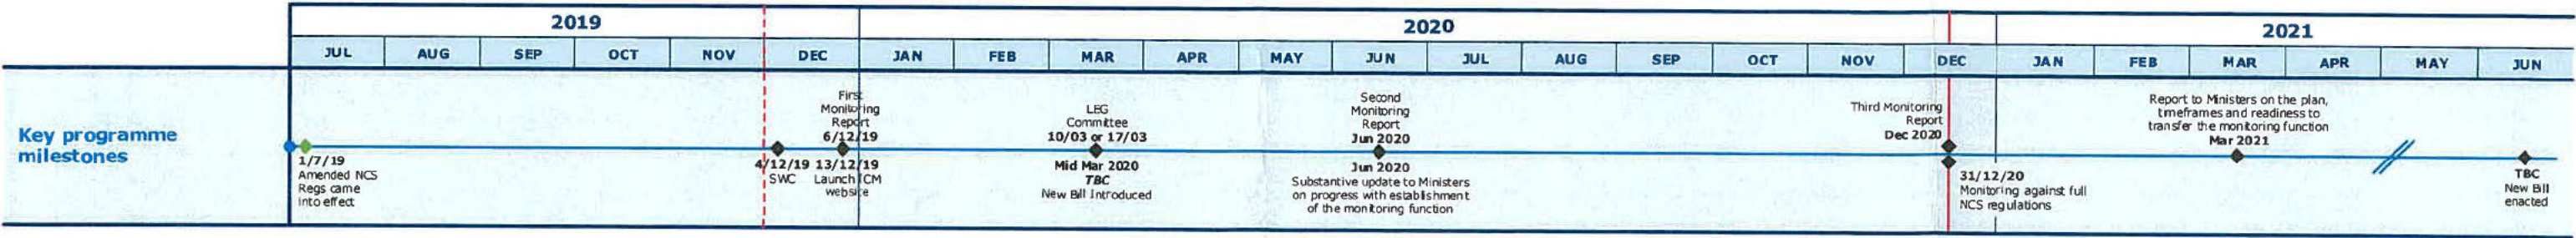 2019
2020
2021
JUL AUG SEP OCT NOV DEC JAN FEB MAR APR MAY JUN JUL AUG SEP OCT NOV DEC JAN FEB MAR APR MAY JUN
Key programme
milestones
1/7/19
Amended NCS
Regs came
into effect
4/12/19
SWC
First
Monitoring
Report
6/12/19
13/12/19
Launch ICM
website
LEG
Committee
10/03 or 17/03
Mid Mar 2020
TBC
New Bill Introduced
Second
Monitoring
Report
Jun 2020
Jun 2020
Substantive update to Ministers
on progress with establishment
of the monitoring function
Third Monitoring
Report
Dec 2020
31/12/20
Monitoring against full
NCS regulations
Report to Ministers on the plan,
timeframes and readiness to
transfer the monitoring function
Mar 2021
TBC
New Bill
enacted